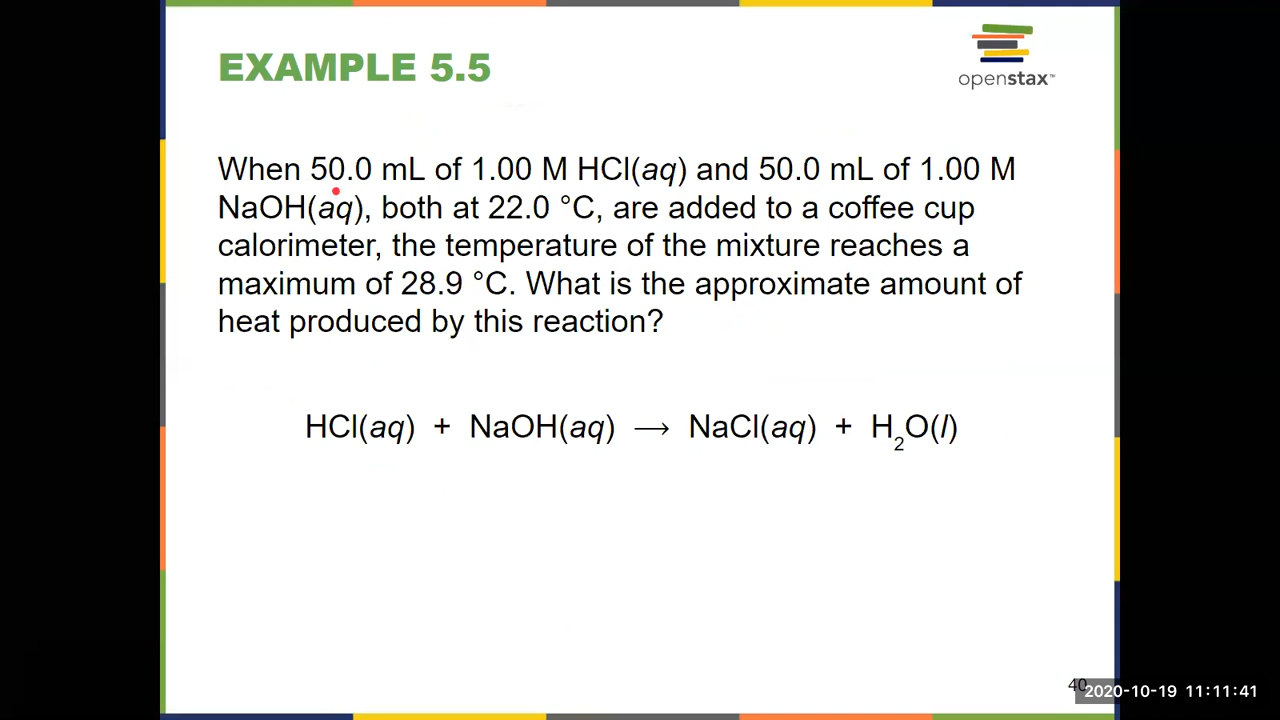 EXAMPLE 5.5
openstax™
When 50.0 mL of 1.00 M HCl(aq) and 50.0 mL of 1.00 M
NaOH(aq), both at 22.0 °C, are added to a coffee cup
calorimeter, the temperature of the mixture reaches a
maximum of 28.9 °C. What is the approximate amount of
heat produced by this reaction?
HCl(aq) + NaOH(aq) ⟶ NaCl(aq) + H₂O(l)
40
2020-10-19 11:11:41